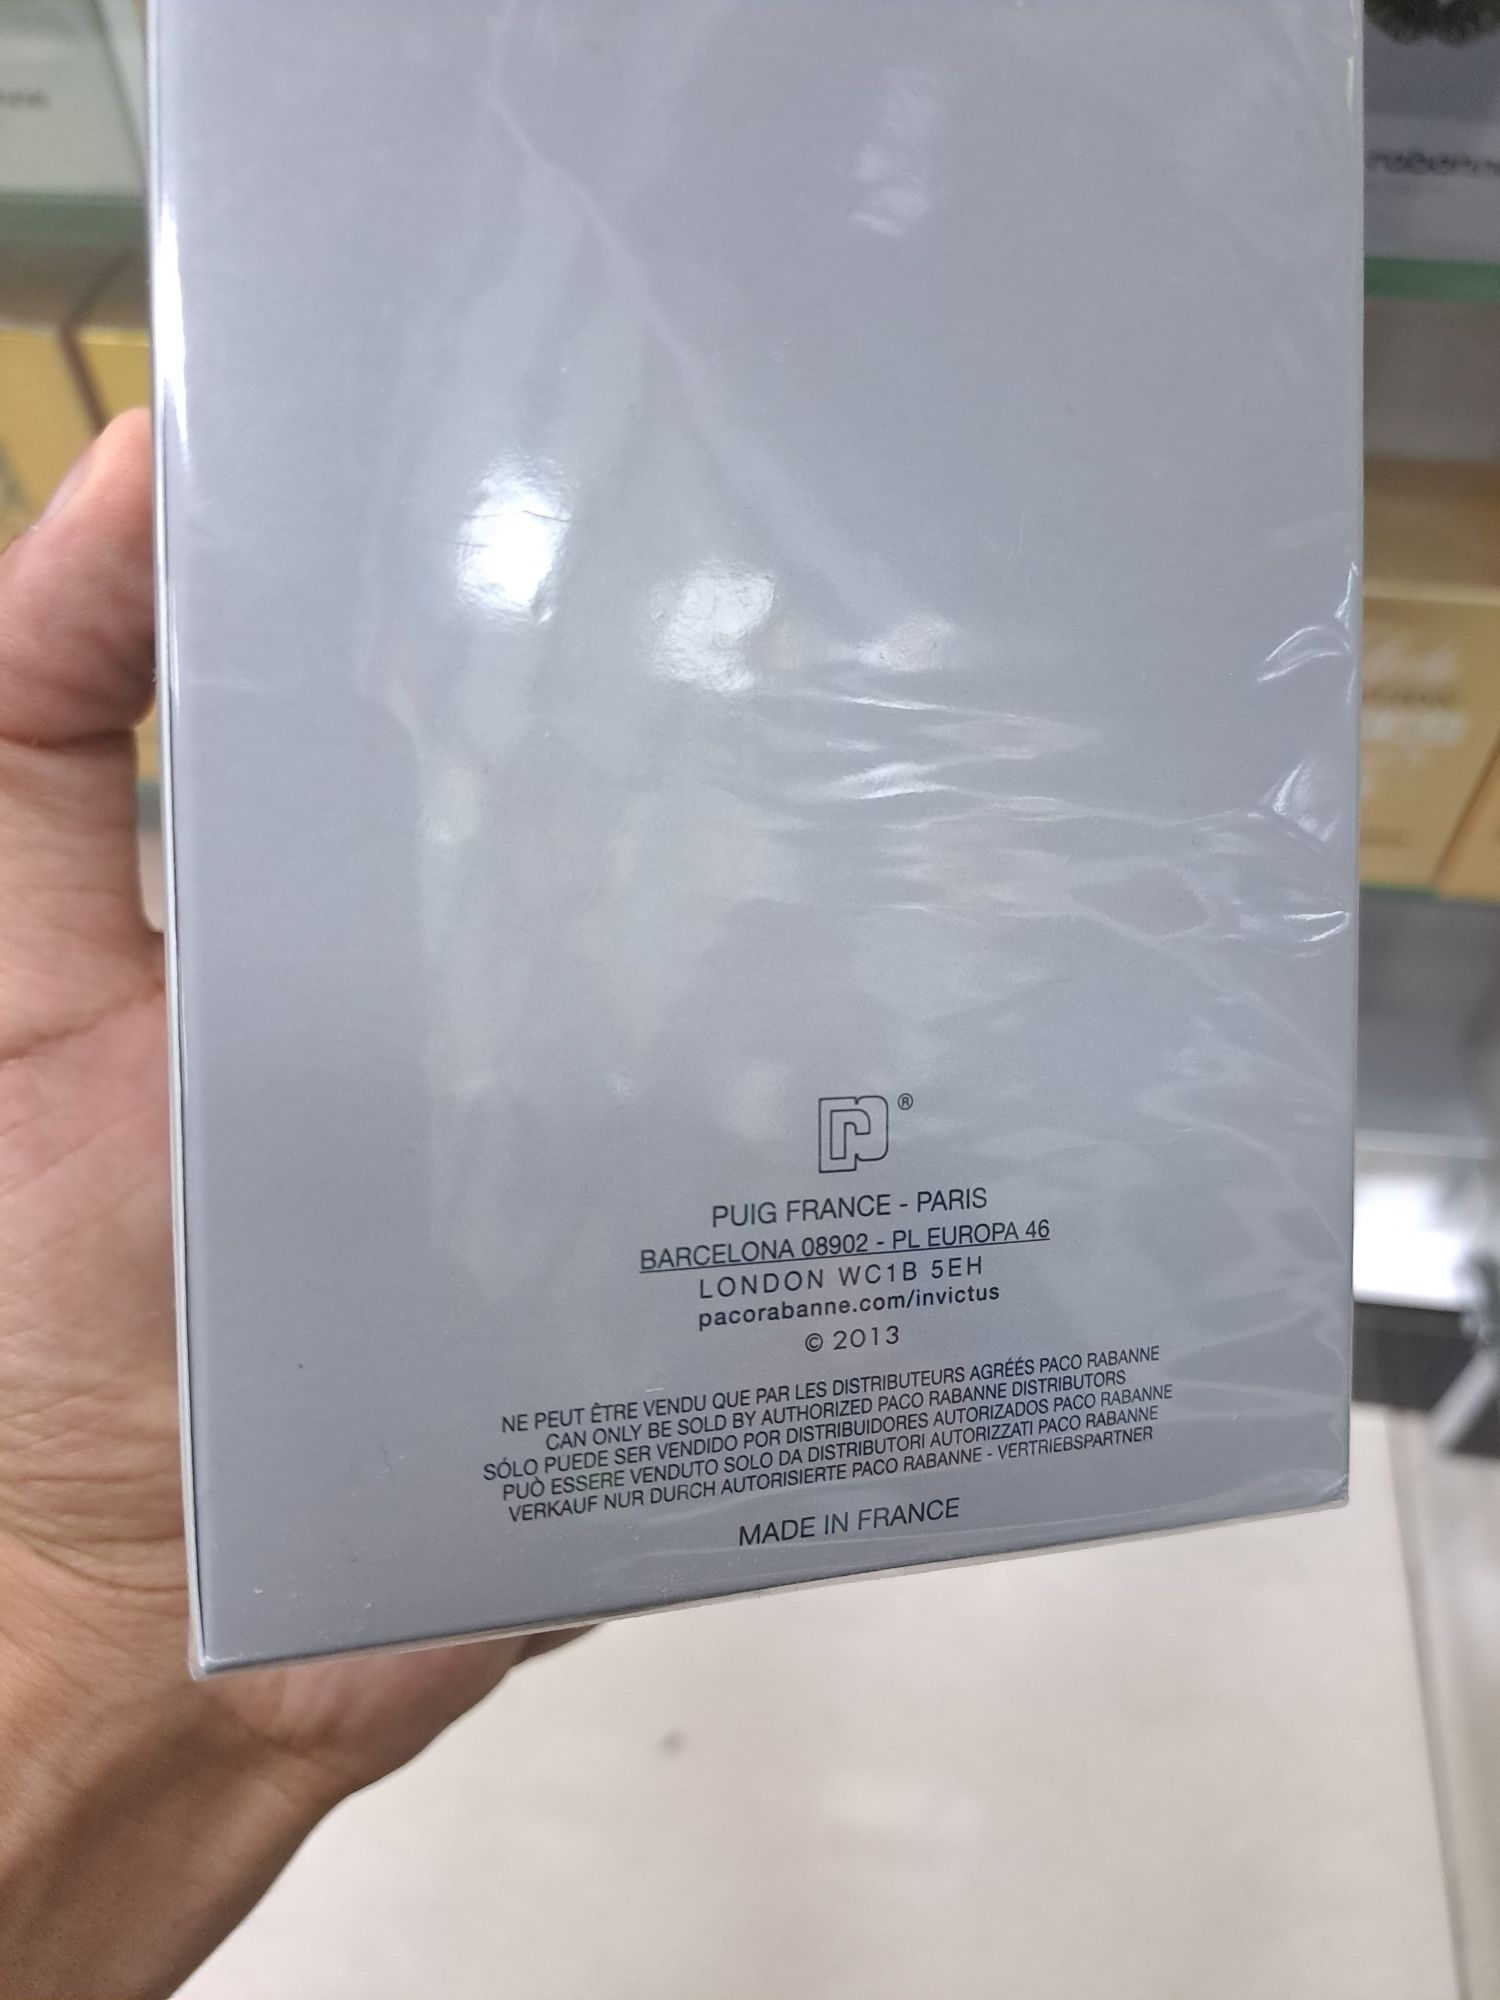 ®
PUIG FRANCE - PARIS
BARCELONA 08902 - PL EUROPA 46
LONDON WC1B 5EH
pacorabanne.com/invictus
© 2013
NE PEUT ÊTRE VENDU QUE PAR LES DISTRIBUTEURS AGRÉÉS PACO RABANNE
CAN ONLY BE SOLD BY AUTHORIZED PACO RABANNE DISTRIBUTORS
SÓLO PUEDE SER VENDIDO POR DISTRIBUIDORES AUTORIZADOS PACO RABANNE
PUÒ ESSERE VENDUTO SOLO DA DISTRIBUTORI AUTORIZZATI PACO RABANNE
VERKAUF NUR DURCH AUTORISIERTE PACO RABANNE - VERTRIEBSPARTNER
MADE IN FRANCE